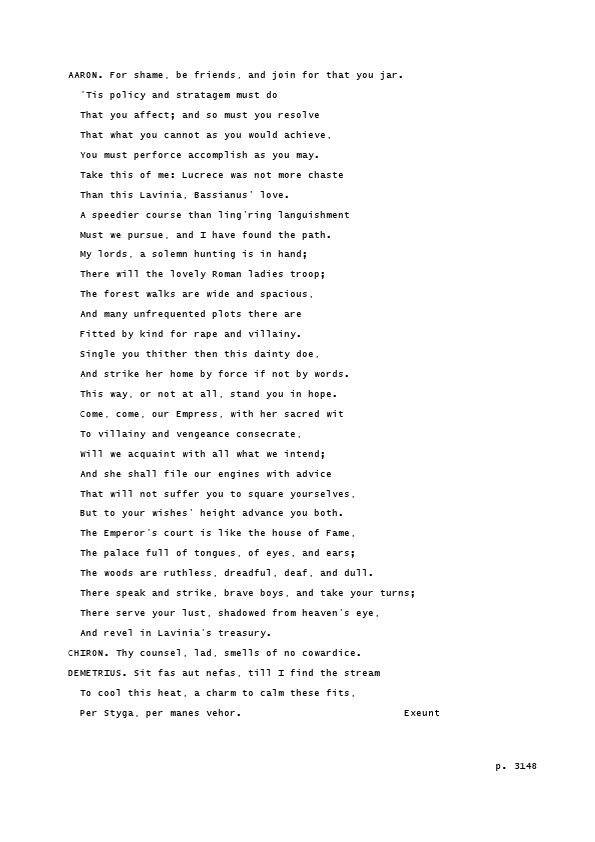 AARON. For shame, be friends, and join for that you jar.
'Tis policy and stratagem must do
That you affect; and so must you resolve
That what you cannot as you would achieve,
You must perforce accomplish as you may.
Take this of me: Lucrece was not more chaste
Than this Lavinia, Bassianus' love.
A speedier course than ling'ring languishment
Must we pursue, and I have found the path.
My lords, a solemn hunting is in hand;
There will the lovely Roman ladies troop;
The forest walks are wide and spacious,
And many unfrequented plots there are
Fitted by kind for rape and villainy.
Single you thither then this dainty doe,
And strike her home by force if not by words.
This way, or not at all, stand you in hope.
Come, come, our Empress, with her sacred wit
To villainy and vengeance consecrate,
Will we acquaint with all what we intend;
And she shall file our engines with advice
That will not suffer you to square yourselves,
But to your wishes' height advance you both.
The Emperor's court is like the house of Fame,
The palace full of tongues, of eyes, and ears;
The woods are ruthless, dreadful, deaf, and dull.
There speak and strike, brave boys, and take your turns;
There serve your lust, shadowed from heaven's eye,
And revel in Lavinia's treasury.
CHIRON. Thy counsel, lad, smells of no cowardice.
DEMETRIUS. Sit fas aut nefas, till I find the stream
To cool this heat, a charm to calm these fits,
Per Styga, per manes vehor. Exeunt
p. 3148